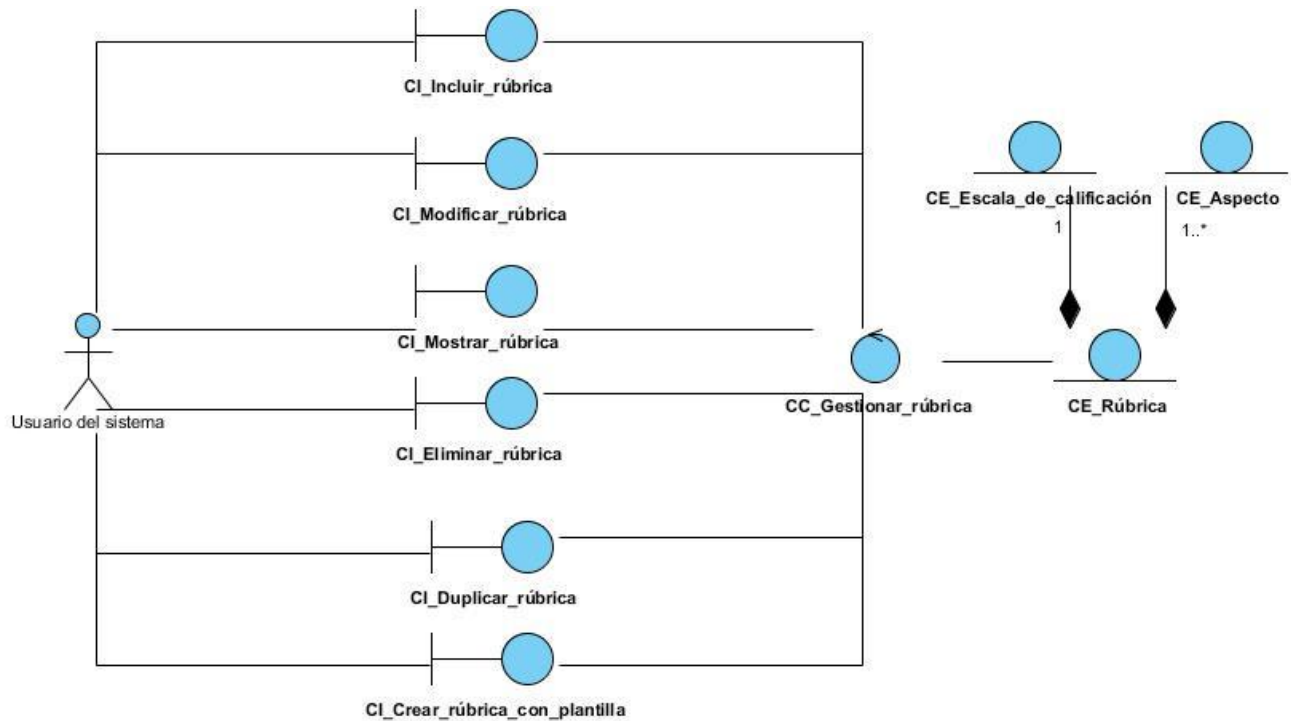 CI_Incluir_rúbrica
CI_Modificar_rúbrica
CE_Escala_de_calificación
CE_Aspecto
1
1..*
CI_Mostrar_rúbrica
Usuario del sistema
CC_Gestionar_rúbrica
CE_Rúbrica
CI_Eliminar_rúbrica
CI_Duplicar_rúbrica
CI_Crear_rúbrica_con_plantilla